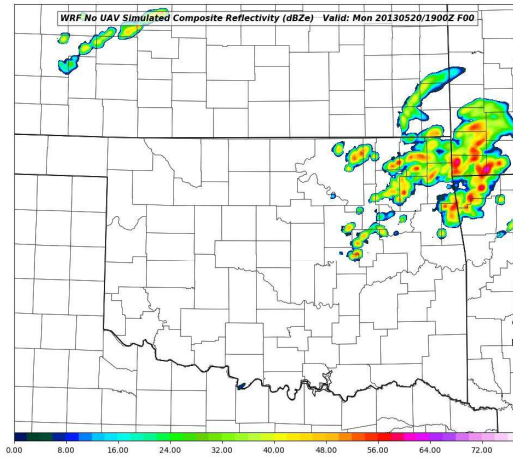 WRF No UAV Simulated Composite Reflectivity (dBZe) Valid: Mon 20130520/1900Z F00
0.00 8.00 16.00 24.00 32.00 40.00 48.00 56.00 64.00 72.00